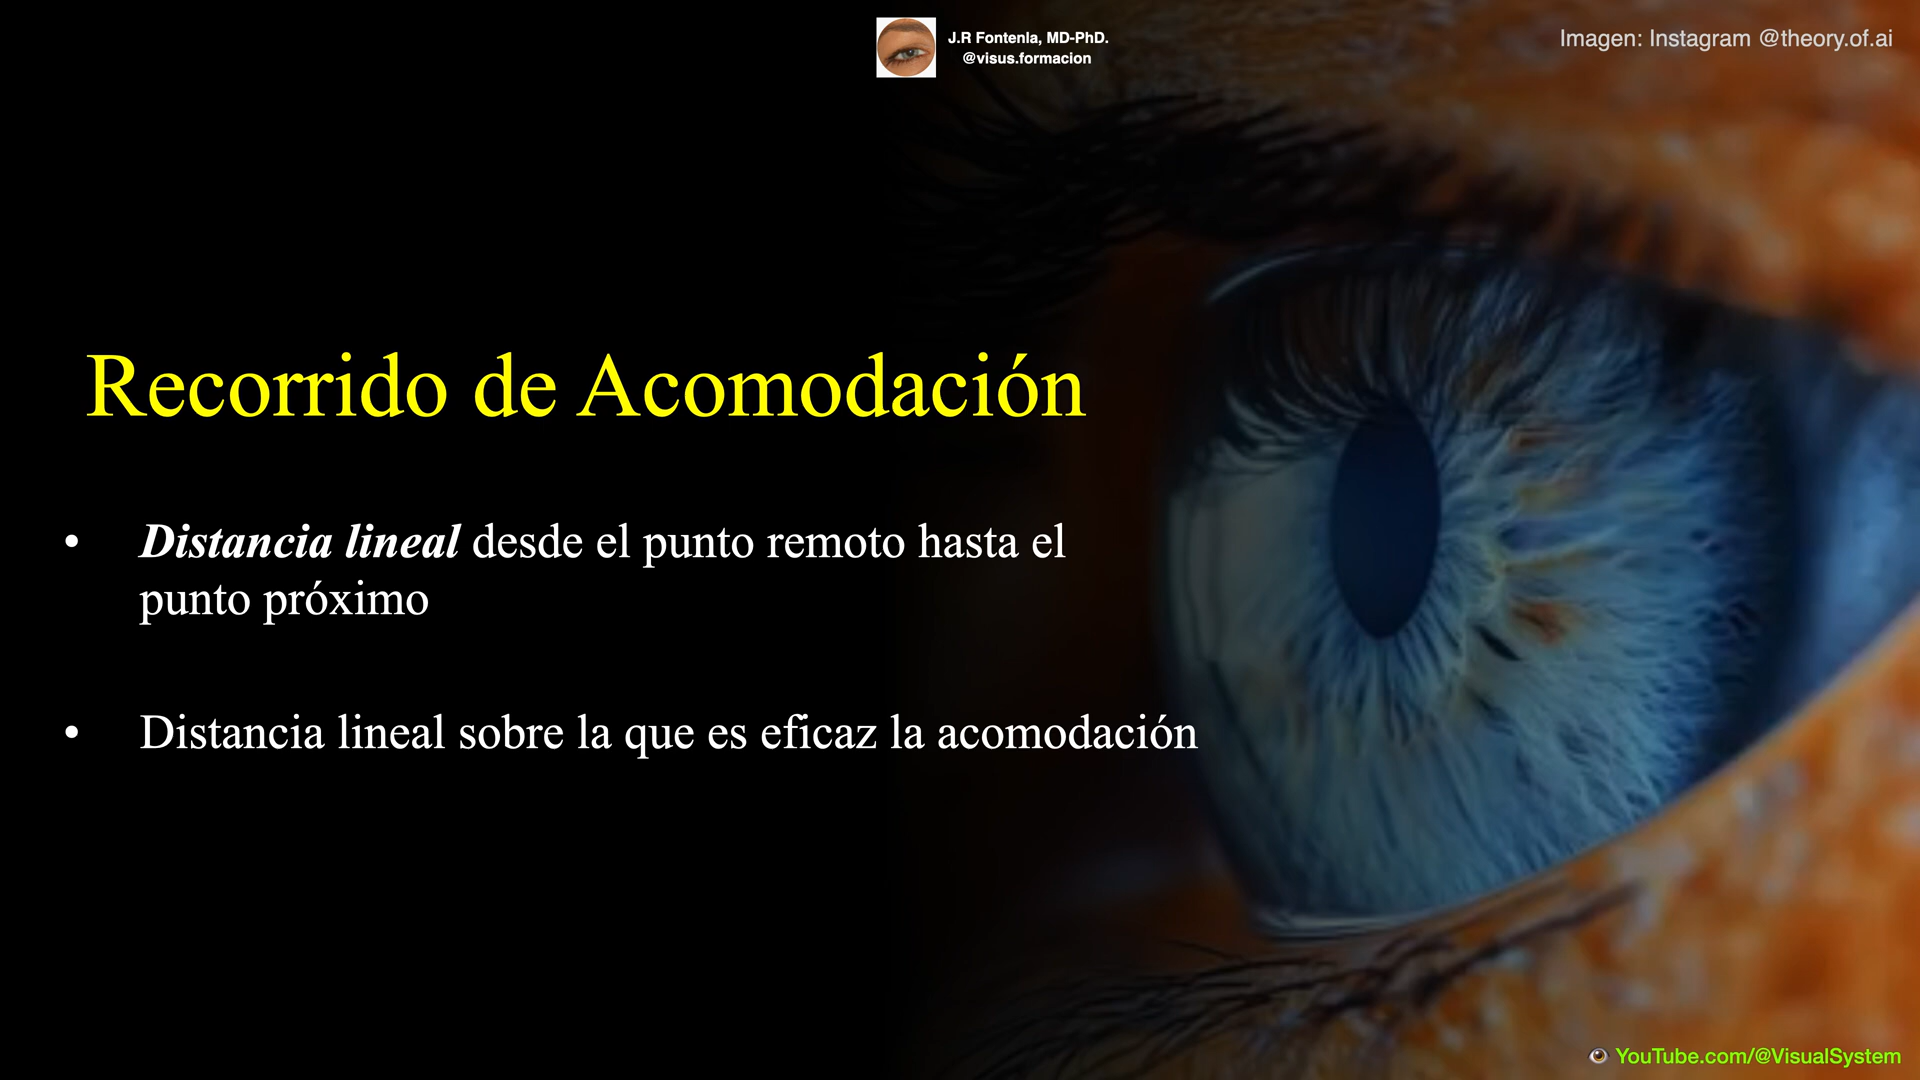 J.R Fontenla, MD-PhD.
@visus.formacion
Imagen: Instagram @theory.of.ai
Recorrido de Acomodación
• Distancia lineal desde el punto remoto hasta el
punto próximo
• Distancia lineal sobre la que es eficaz la acomodación
YouTube.com/@VisualSystem